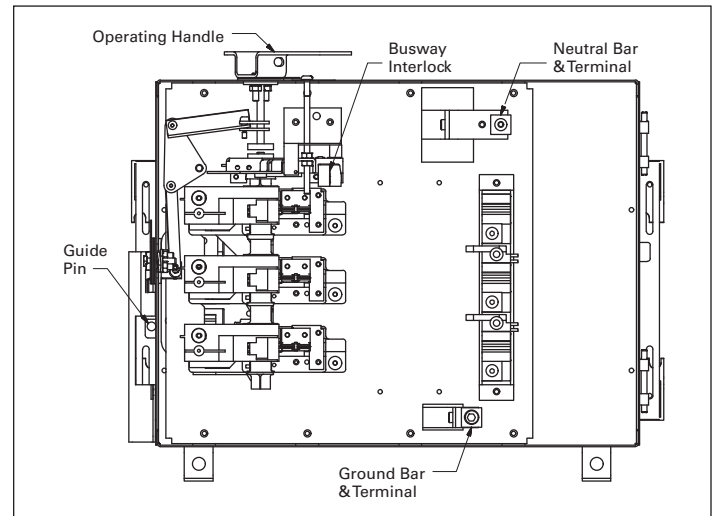 Operating Handle
Busway
Interlock
Neutral Bar
& Terminal
Guide
Pin
Ground Bar
& Terminal